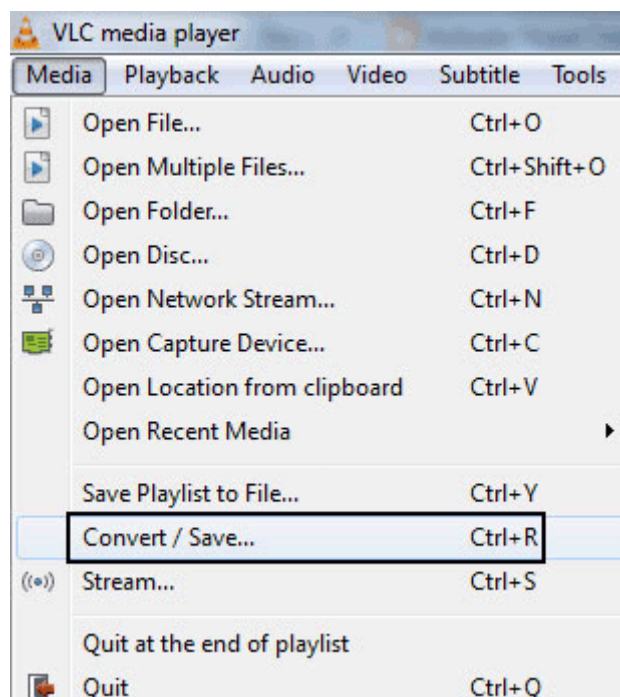 VLC media player
Media Playback Audio Video Subtitle Tools
Open File... Ctrl+O
Open Multiple Files... Ctrl+Shift+O
Open Folder... Ctrl+F
Open Disc... Ctrl+D
Open Network Stream... Ctrl+N
Open Capture Device... Ctrl+C
Open Location from clipboard Ctrl+V
Open Recent Media
Save Playlist to File... Ctrl+Y
Convert / Save... Ctrl+R
Stream... Ctrl+S
Quit at the end of playlist
Quit Ctrl+Q